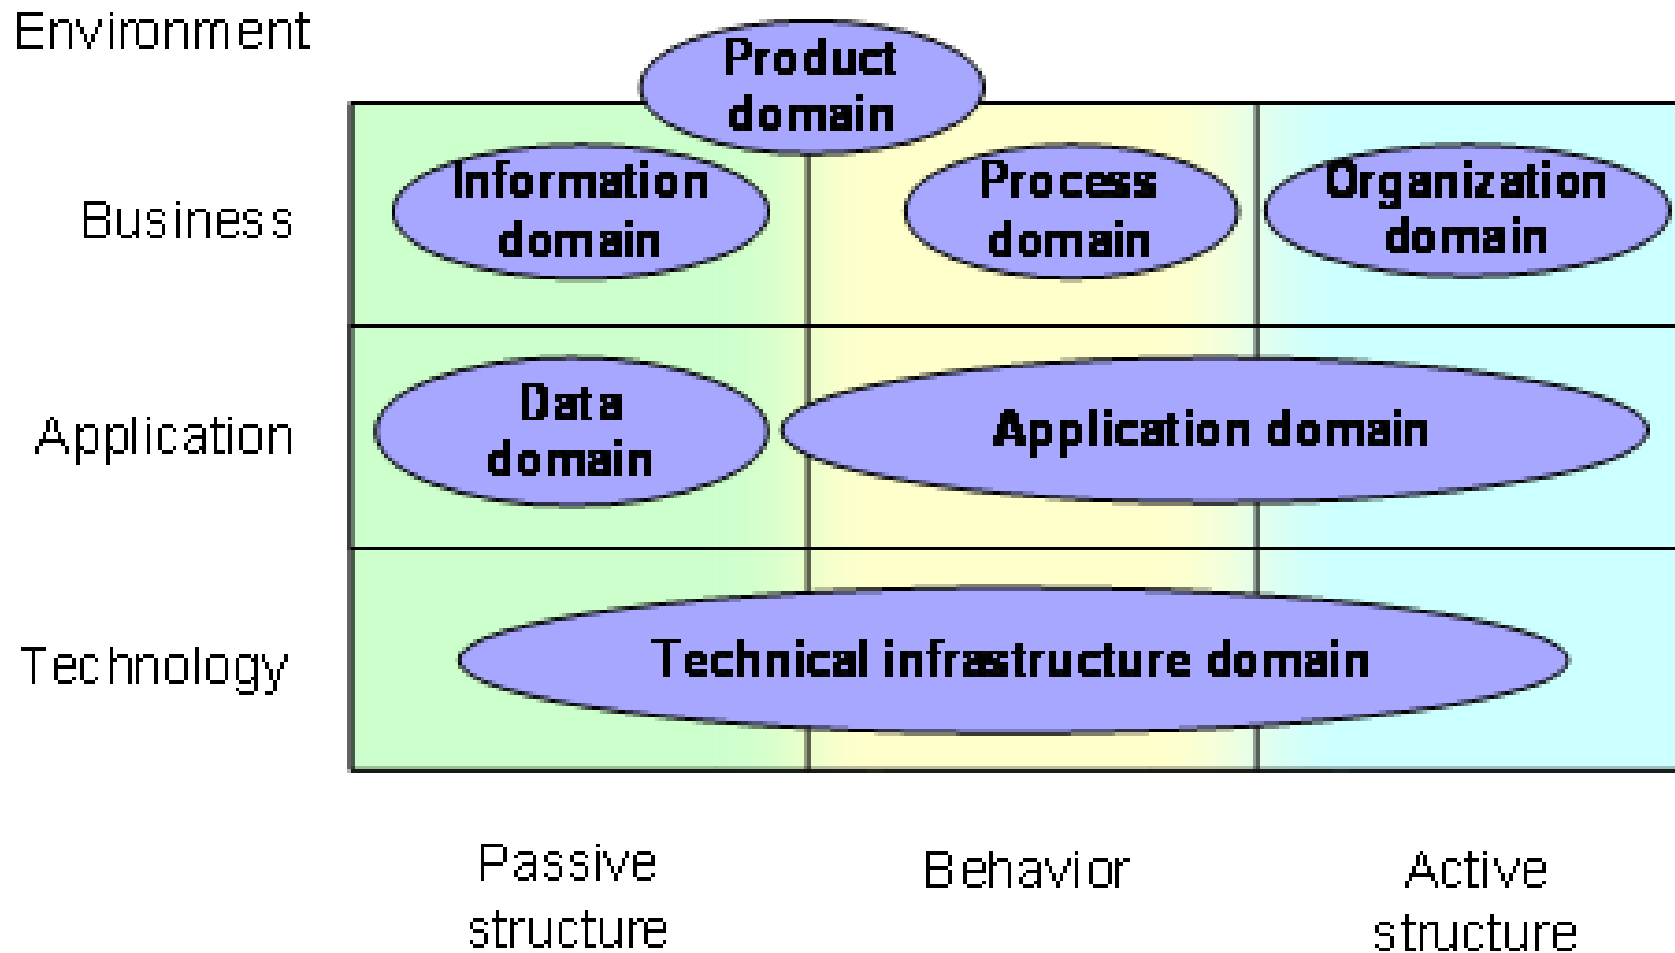 Environment
Product
domain
Business
Information
domain
Process
domain
Organization
domain
Application
Data
domain
Application domain
Technology
Technical infrastructure domain
Passive
structure
Behavior
Active
structure